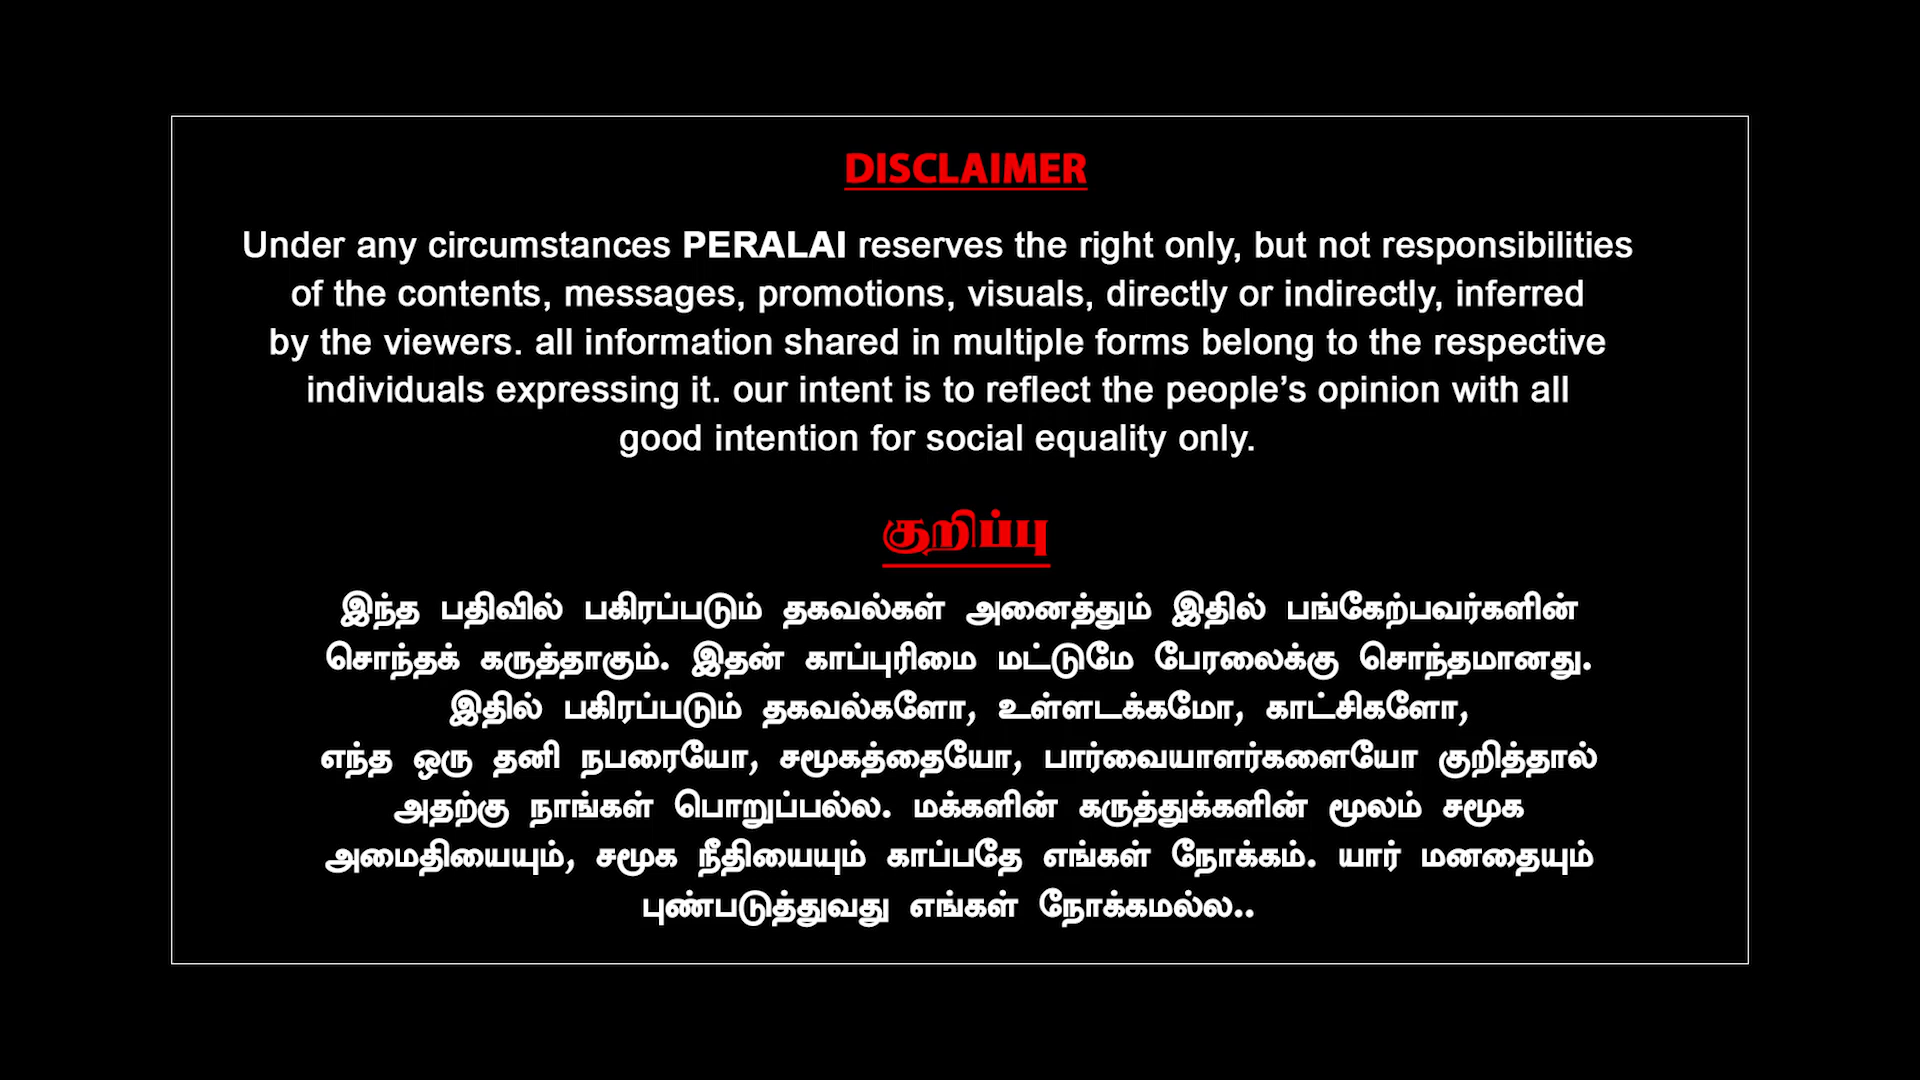 DISCLAIMER
Under any circumstances PERALAI reserves the right only, but not responsibilities
of the contents, messages, promotions, visuals, directly or indirectly, inferred
by the viewers. all information shared in multiple forms belong to the respective
individuals expressing it. our intent is to reflect the people’s opinion with all
good intention for social equality only.
குறிப்பு
இந்த பதிவில் பகிரப்படும் தகவல்கள் அனைத்தும் இதில் பங்கேற்பவர்களின்
சொந்தக் கருத்தாகும். இதன் காப்புரிமை மட்டுமே பேரலைக்கு சொந்தமானது.
இதில் பகிரப்படும் தகவல்களோ, உள்ளடக்கமோ, காட்சிகளோ,
எந்த ஒரு தனி நபரையோ, சமூகத்தையோ, பார்வையாளர்களையோ குறித்தால்
அதற்கு நாங்கள் பொறுப்பல்ல. மக்களின் கருத்துக்களின் மூலம் சமூக
அமைதியையும், சமூக நீதியையும் காப்பதே எங்கள் நோக்கம். யார் மனதையும்
புண்படுத்துவது எங்கள் நோக்கமல்ல..